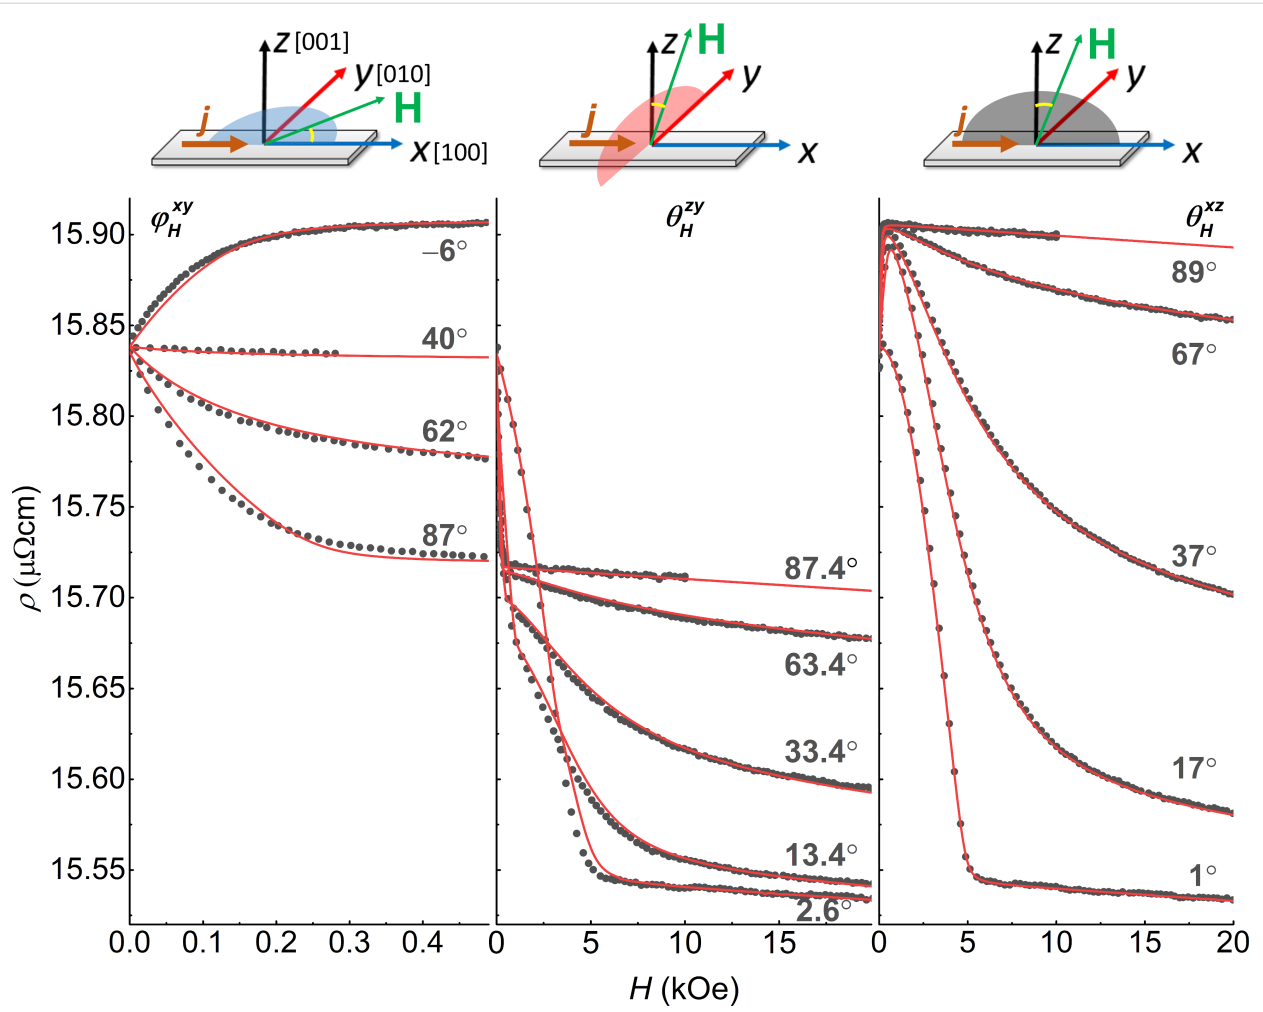 z [001]
y [010]
H
j
x [100]
z
H
y
j
x
z
H
y
j
x
φ_H^xy
–6°
40°
62°
87°
θ_H^zy
87.4°
63.4°
33.4°
13.4°
2.6°
θ_H^xz
89°
67°
37°
17°
1°
15.90
15.85
15.80
15.75
15.70
15.65
15.60
15.55
ρ (μΩcm)
0.0 0.1 0.2 0.3 0.4
0 5 10 15
0 5 10 15 20
H (kOe)